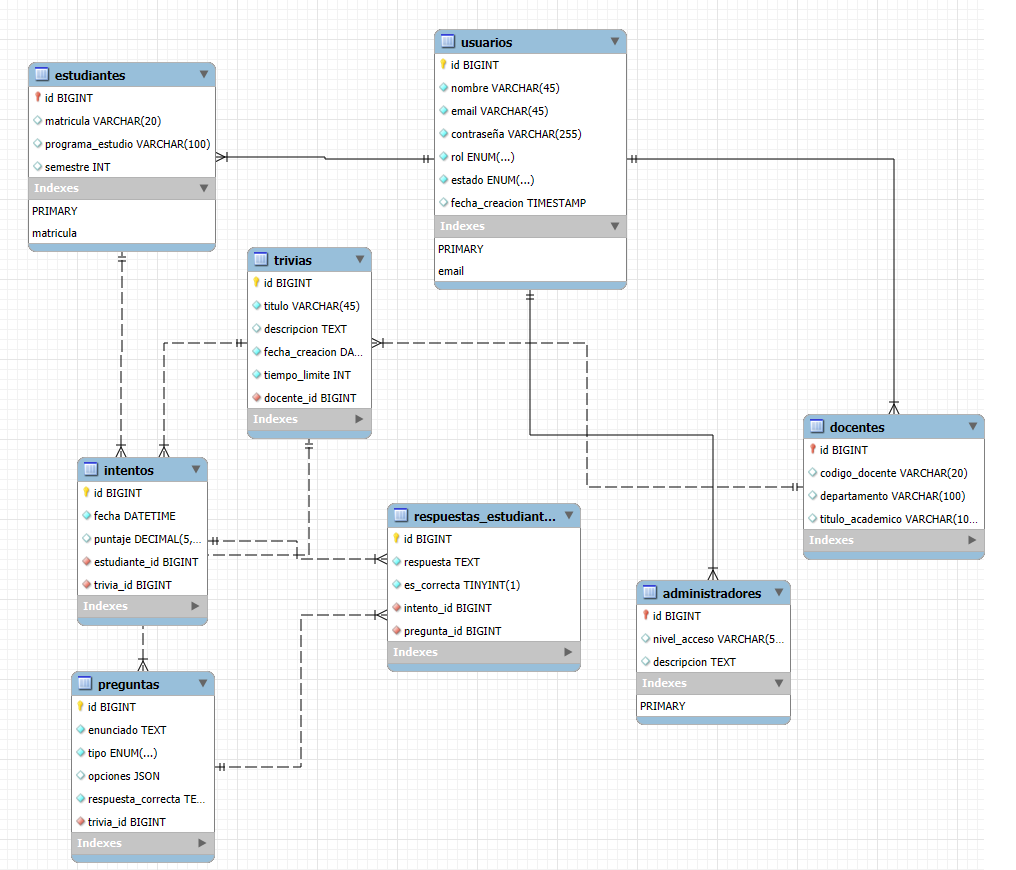 usuarios
id BIGINT
nombre VARCHAR(45)
email VARCHAR(45)
contraseña VARCHAR(255)
rol ENUM(...)
estado ENUM(...)
fecha_creacion TIMESTAMP
Indexes
PRIMARY
email
estudiantes
id BIGINT
matricula VARCHAR(20)
programa_estudio VARCHAR(100)
semestre INT
Indexes
PRIMARY
matricula
trivias
id BIGINT
titulo VARCHAR(45)
descripcion TEXT
fecha_creacion DA...
tiempo_limite INT
docente_id BIGINT
Indexes
docentes
id BIGINT
codigo_docente VARCHAR(20)
departamento VARCHAR(100)
titulo_academico VARCHAR(10...
Indexes
intentos
id BIGINT
fecha DATETIME
puntaje DECIMAL(5,...
estudiante_id BIGINT
trivia_id BIGINT
Indexes
respuestas_estudiant...
id BIGINT
respuesta TEXT
es_correcta TINYINT(1)
intento_id BIGINT
pregunta_id BIGINT
Indexes
administradores
id BIGINT
nivel_acceso VARCHAR(5...
descripcion TEXT
Indexes
PRIMARY
preguntas
id BIGINT
enunciado TEXT
tipo ENUM(...)
opciones JSON
respuesta_correcta TE...
trivia_id BIGINT
Indexes